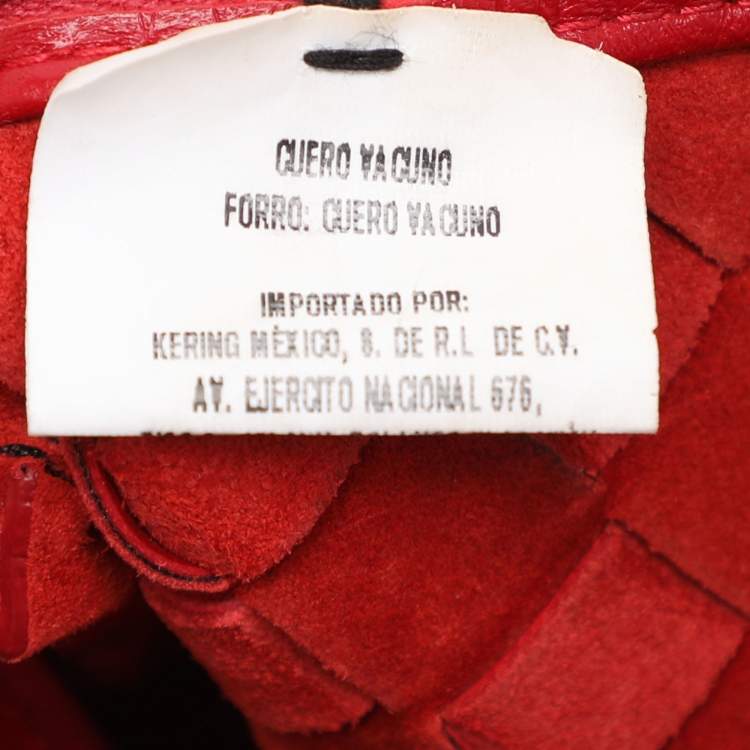 CUERO VACUNO
FORRO: CUERO VACUNO
IMPORTADO POR:
KERING MÉXICO, S. DE R.L DE C.V.
AV. EJERCITO NACIONAL 676,